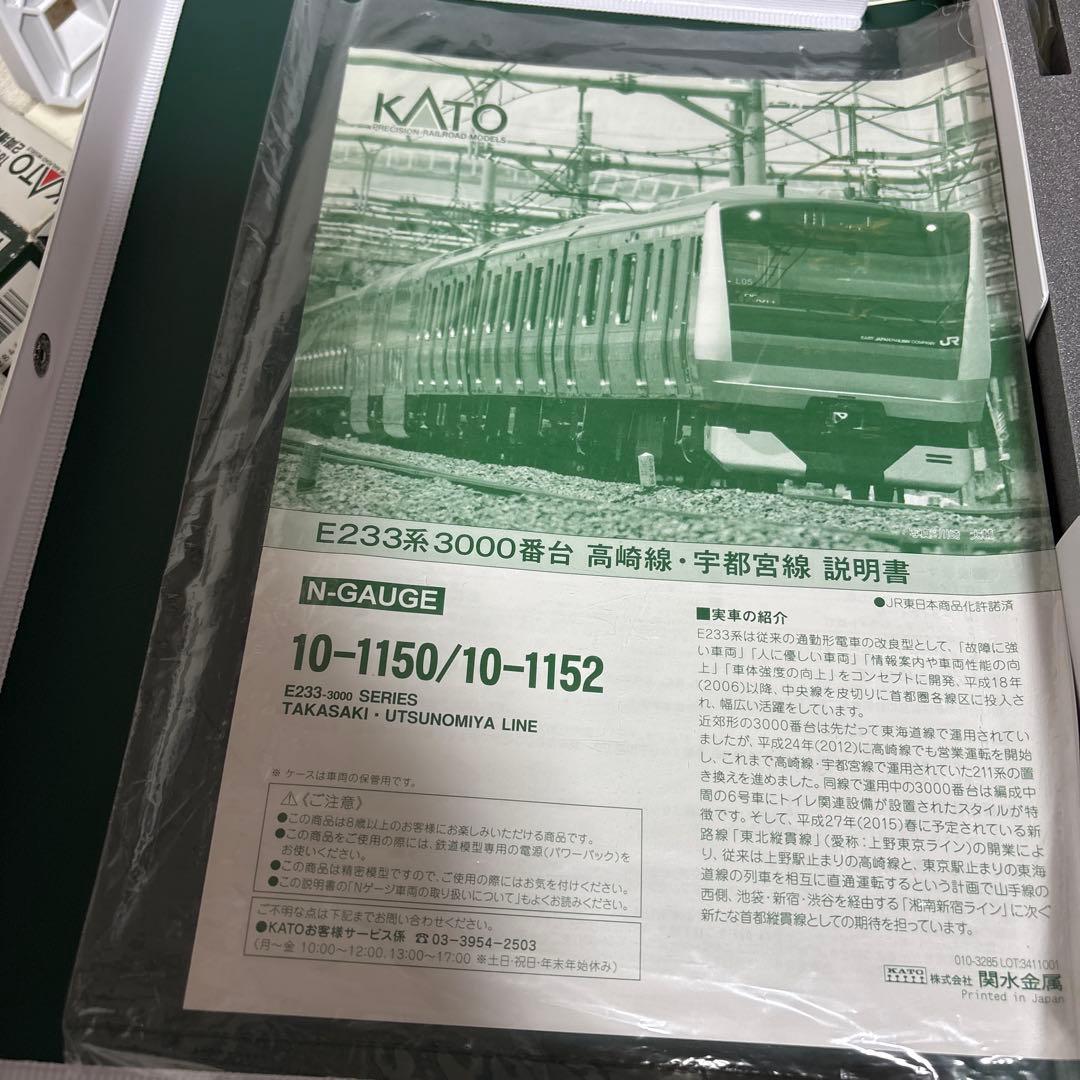 KATO
PRECISION RAILROAD MODELS
KATO
L05
EAST JAPAN RAILWAY COMPANY
JR
E233系3000番台 高崎線・宇都宮線 説明書
●JR東日本商品化許諾済
N-GAUGE
10-1150/10-1152
E233-3000 SERIES
TAKASAKI・UTSUNOMIYA LINE
※ ケースは車両の保管用です。
⚠《ご注意》
●この商品は8歳以上のお客様にお楽しみいただける商品です。
●この商品をご使用の際には、鉄道模型専用の電源(パワーパック)を
お使いください。
●この商品は精密模型ですので、ご使用の際にはお気を付けください。
●この説明書の「Nゲージ車両の取り扱いについて」もよくお読みください。
ご不明な点は下記までお問い合わせください。
●KATOお客様サービス係 ☎03-3954-2503
《月〜金 10:00〜12:00、13:00〜17:00 ※土日・祝日・年末年始休み》
■実車の紹介
E233系は従来の通勤形電車の改良型として、「故障に強
い車両」「人に優しい車両」「情報案内や車両性能の向
上」「車体強度の向上」をコンセプトに開発、平成18年
(2006)以降、中央線を皮切りに首都圏各線区に投入さ
れ、幅広い活躍をしています。
近郊形の3000番台は先だって東海道線で運用されてい
ましたが、平成24年(2012)に高崎線でも営業運転を開始
し、これまで高崎線・宇都宮線で運用されていた211系の置
き換えを進めました。同線で運用中の3000番台は編成中
間の6号車にトイレ関連設備が設置されたスタイルが特
徴です。そして、平成27年(2015)春に予定されている新
路線「東北縦貫線」(愛称：上野東京ライン)の開業によ
り、従来は上野駅止まりの高崎線と、東京駅止まりの東海
道線の列車を相互に直通運転するという計画で山手線の
西側、池袋・新宿・渋谷を経由する「湘南新宿ライン」に次ぐ
新たな首都縦貫線としての期待を担っています。
010-3285 LOT:3411001
KATO 株式会社 関水金属
Printed in Japan